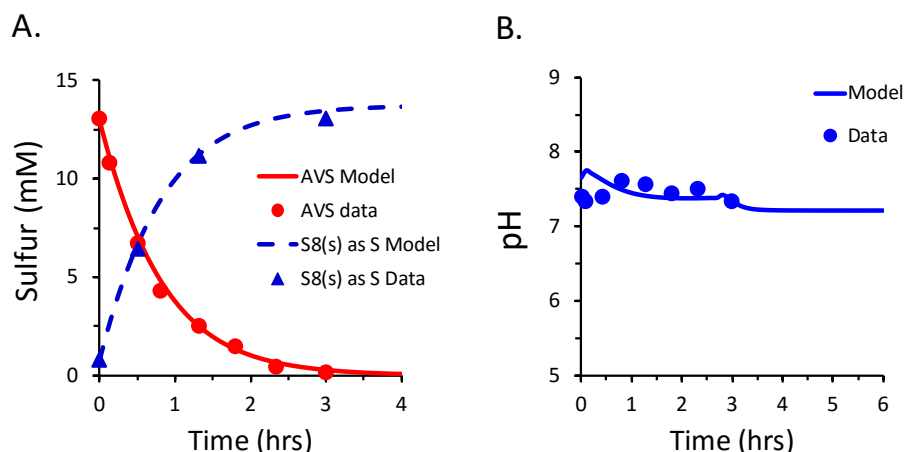 A.
15
10
5
0
Sulfur (mM)
0 1 2 3 4
Time (hrs)
AVS Model
AVS data
S8(s) as S Model
S8(s) as S Data
B.
9
8
7
6
5
pH
0 1 2 3 4 5 6
Time (hrs)
Model
Data